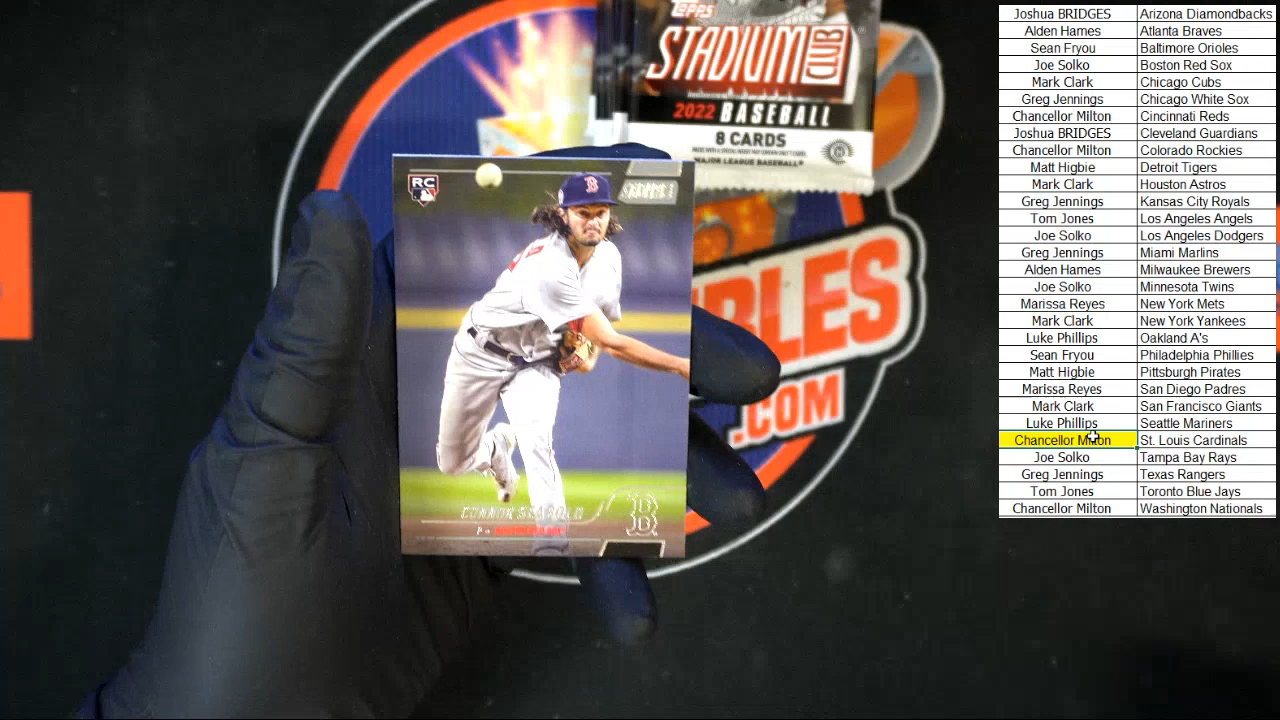 Topps
STADIUM CLUB
2022 BASEBALL
8 CARDS
MAJOR LEAGUE BASEBALL
RC
B
CONNOR SEABOLD
B
BLES
.COM
Joshua BRIDGES Arizona Diamondbacks
Alden Hames Atlanta Braves
Sean Fryou Baltimore Orioles
Joe Solko Boston Red Sox
Mark Clark Chicago Cubs
Greg Jennings Chicago White Sox
Chancellor Milton Cincinnati Reds
Joshua BRIDGES Cleveland Guardians
Chancellor Milton Colorado Rockies
Matt Higbie Detroit Tigers
Mark Clark Houston Astros
Greg Jennings Kansas City Royals
Tom Jones Los Angeles Angels
Joe Solko Los Angeles Dodgers
Greg Jennings Miami Marlins
Alden Hames Milwaukee Brewers
Joe Solko Minnesota Twins
Marissa Reyes New York Mets
Mark Clark New York Yankees
Luke Phillips Oakland A's
Sean Fryou Philadelphia Phillies
Matt Higbie Pittsburgh Pirates
Marissa Reyes San Diego Padres
Mark Clark San Francisco Giants
Luke Phillips Seattle Mariners
Chancellor Milton St. Louis Cardinals
Joe Solko Tampa Bay Rays
Greg Jennings Texas Rangers
Tom Jones Toronto Blue Jays
Chancellor Milton Washington Nationals